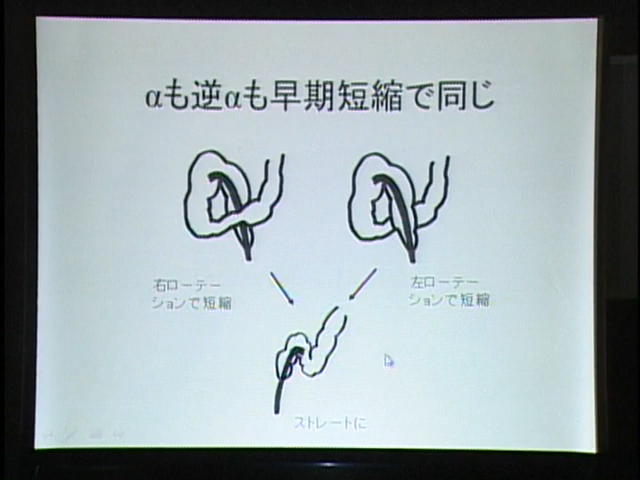 αも逆αも早期短縮で同じ
右ローテー
ションで短縮
左ローテー
ションで短縮
ストレートに